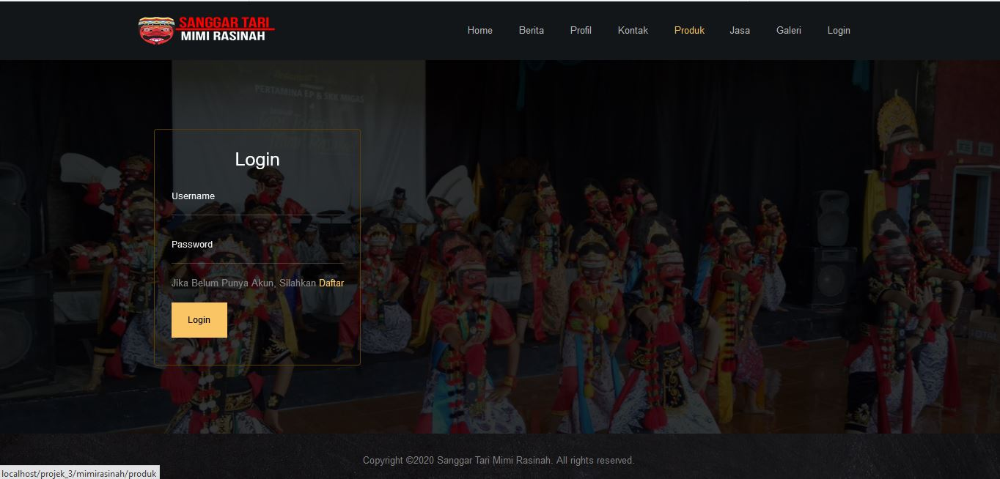 SANGGAR TARI
MIMI RASINAH
Home Berita Profil Kontak Produk Jasa Galeri Login
PERTAMINA EP & SKK MIGAS
Login
Username
Password
Jika Belum Punya Akun, Silahkan Daftar
Login
Copyright ©2020 Sanggar Tari Mimi Rasinah. All rights reserved.
localhost/projek_3/mimirasinah/produk